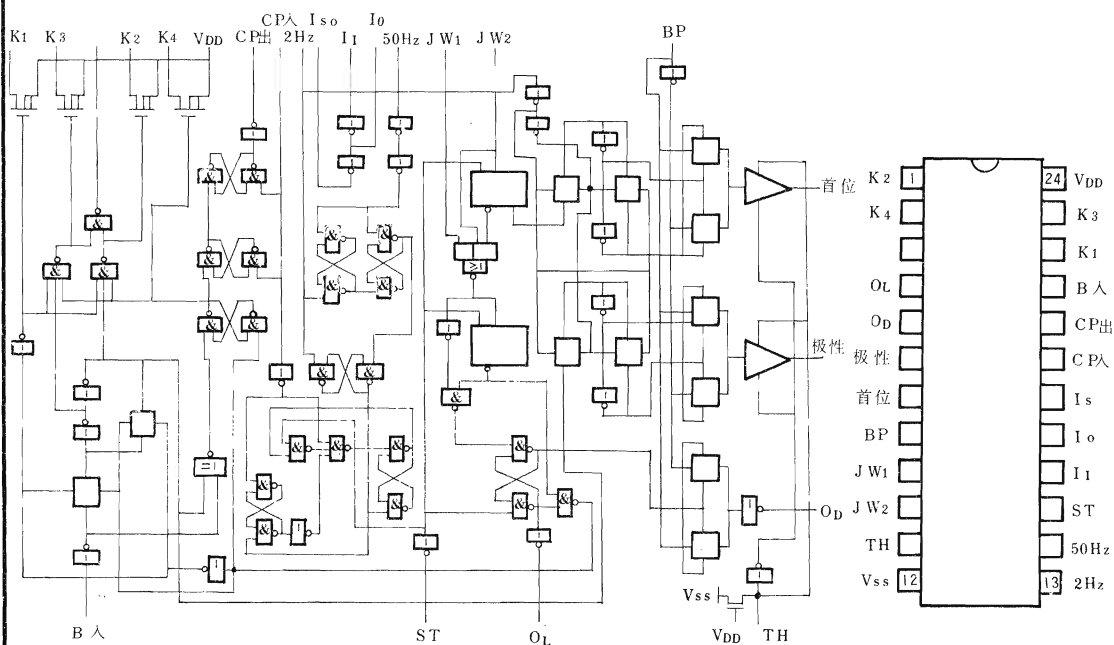 CP入 Iso I0
K1 K3 K2 K4 VDD CP出 2Hz I1 50Hz JW1 JW2 BP
& & & &
& & & & & &
& & & ≥1
& & & & &
& & & &
& & & & &
=1
首位
极性
OD
Vss
B入 ST OL VDD TH
K2 1 24 VDD
K4 K3
K1
OL B入
OD CP出
极性 CP入
首位 Is
BP Io
JW1 I1
JW2 ST
TH 50Hz
Vss 12 13 2Hz